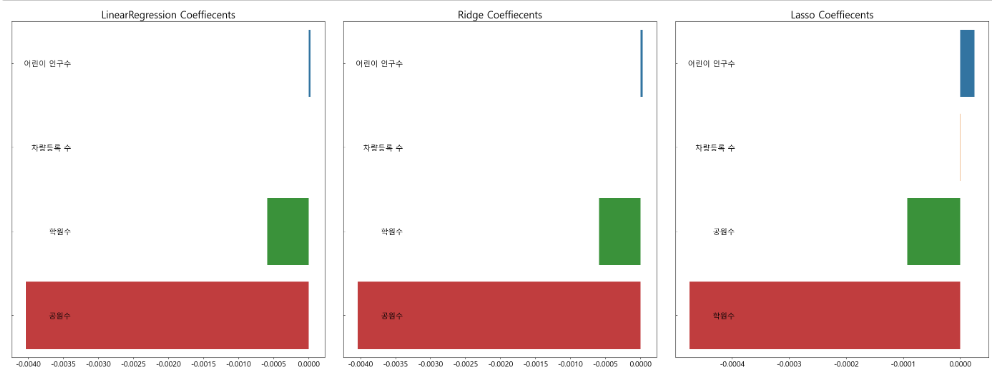 LinearRegression Coeffiecents
어린이 인구수
차량등록 수
학원수
공원수
-0.0040 -0.0035 -0.0030 -0.0025 -0.0020 -0.0015 -0.0010 -0.0005 0.0000
Ridge Coeffiecents
어린이 인구수
차량등록 수
학원수
공원수
-0.0040 -0.0035 -0.0030 -0.0025 -0.0020 -0.0015 -0.0010 -0.0005 0.0000
Lasso Coeffiecents
어린이 인구수
차량등록 수
공원수
학원수
-0.0004 -0.0003 -0.0002 -0.0001 0.0000